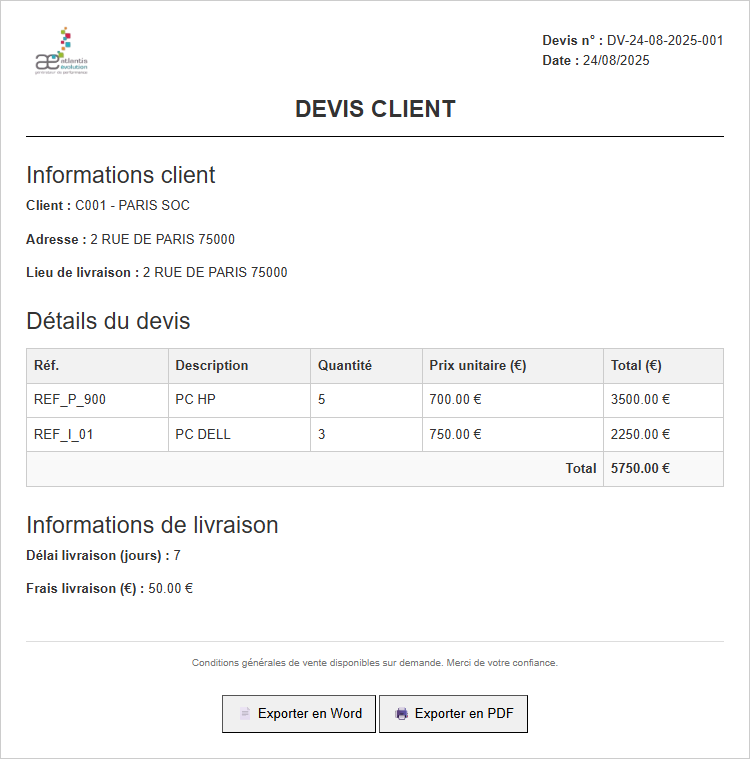 æ atlantis
évolution
générateur de performance
Devis n° : DV-24-08-2025-001
Date : 24/08/2025
DEVIS CLIENT
Informations client
Client : C001 - PARIS SOC
Adresse : 2 RUE DE PARIS 75000
Lieu de livraison : 2 RUE DE PARIS 75000
Détails du devis
Réf. Description Quantité Prix unitaire (€) Total (€)
REF_P_900 PC HP 5 700.00 € 3500.00 €
REF_I_01 PC DELL 3 750.00 € 2250.00 €
Total 5750.00 €
Informations de livraison
Délai livraison (jours) : 7
Frais livraison (€) : 50.00 €
Conditions générales de vente disponibles sur demande. Merci de votre confiance.
Exporter en Word Exporter en PDF